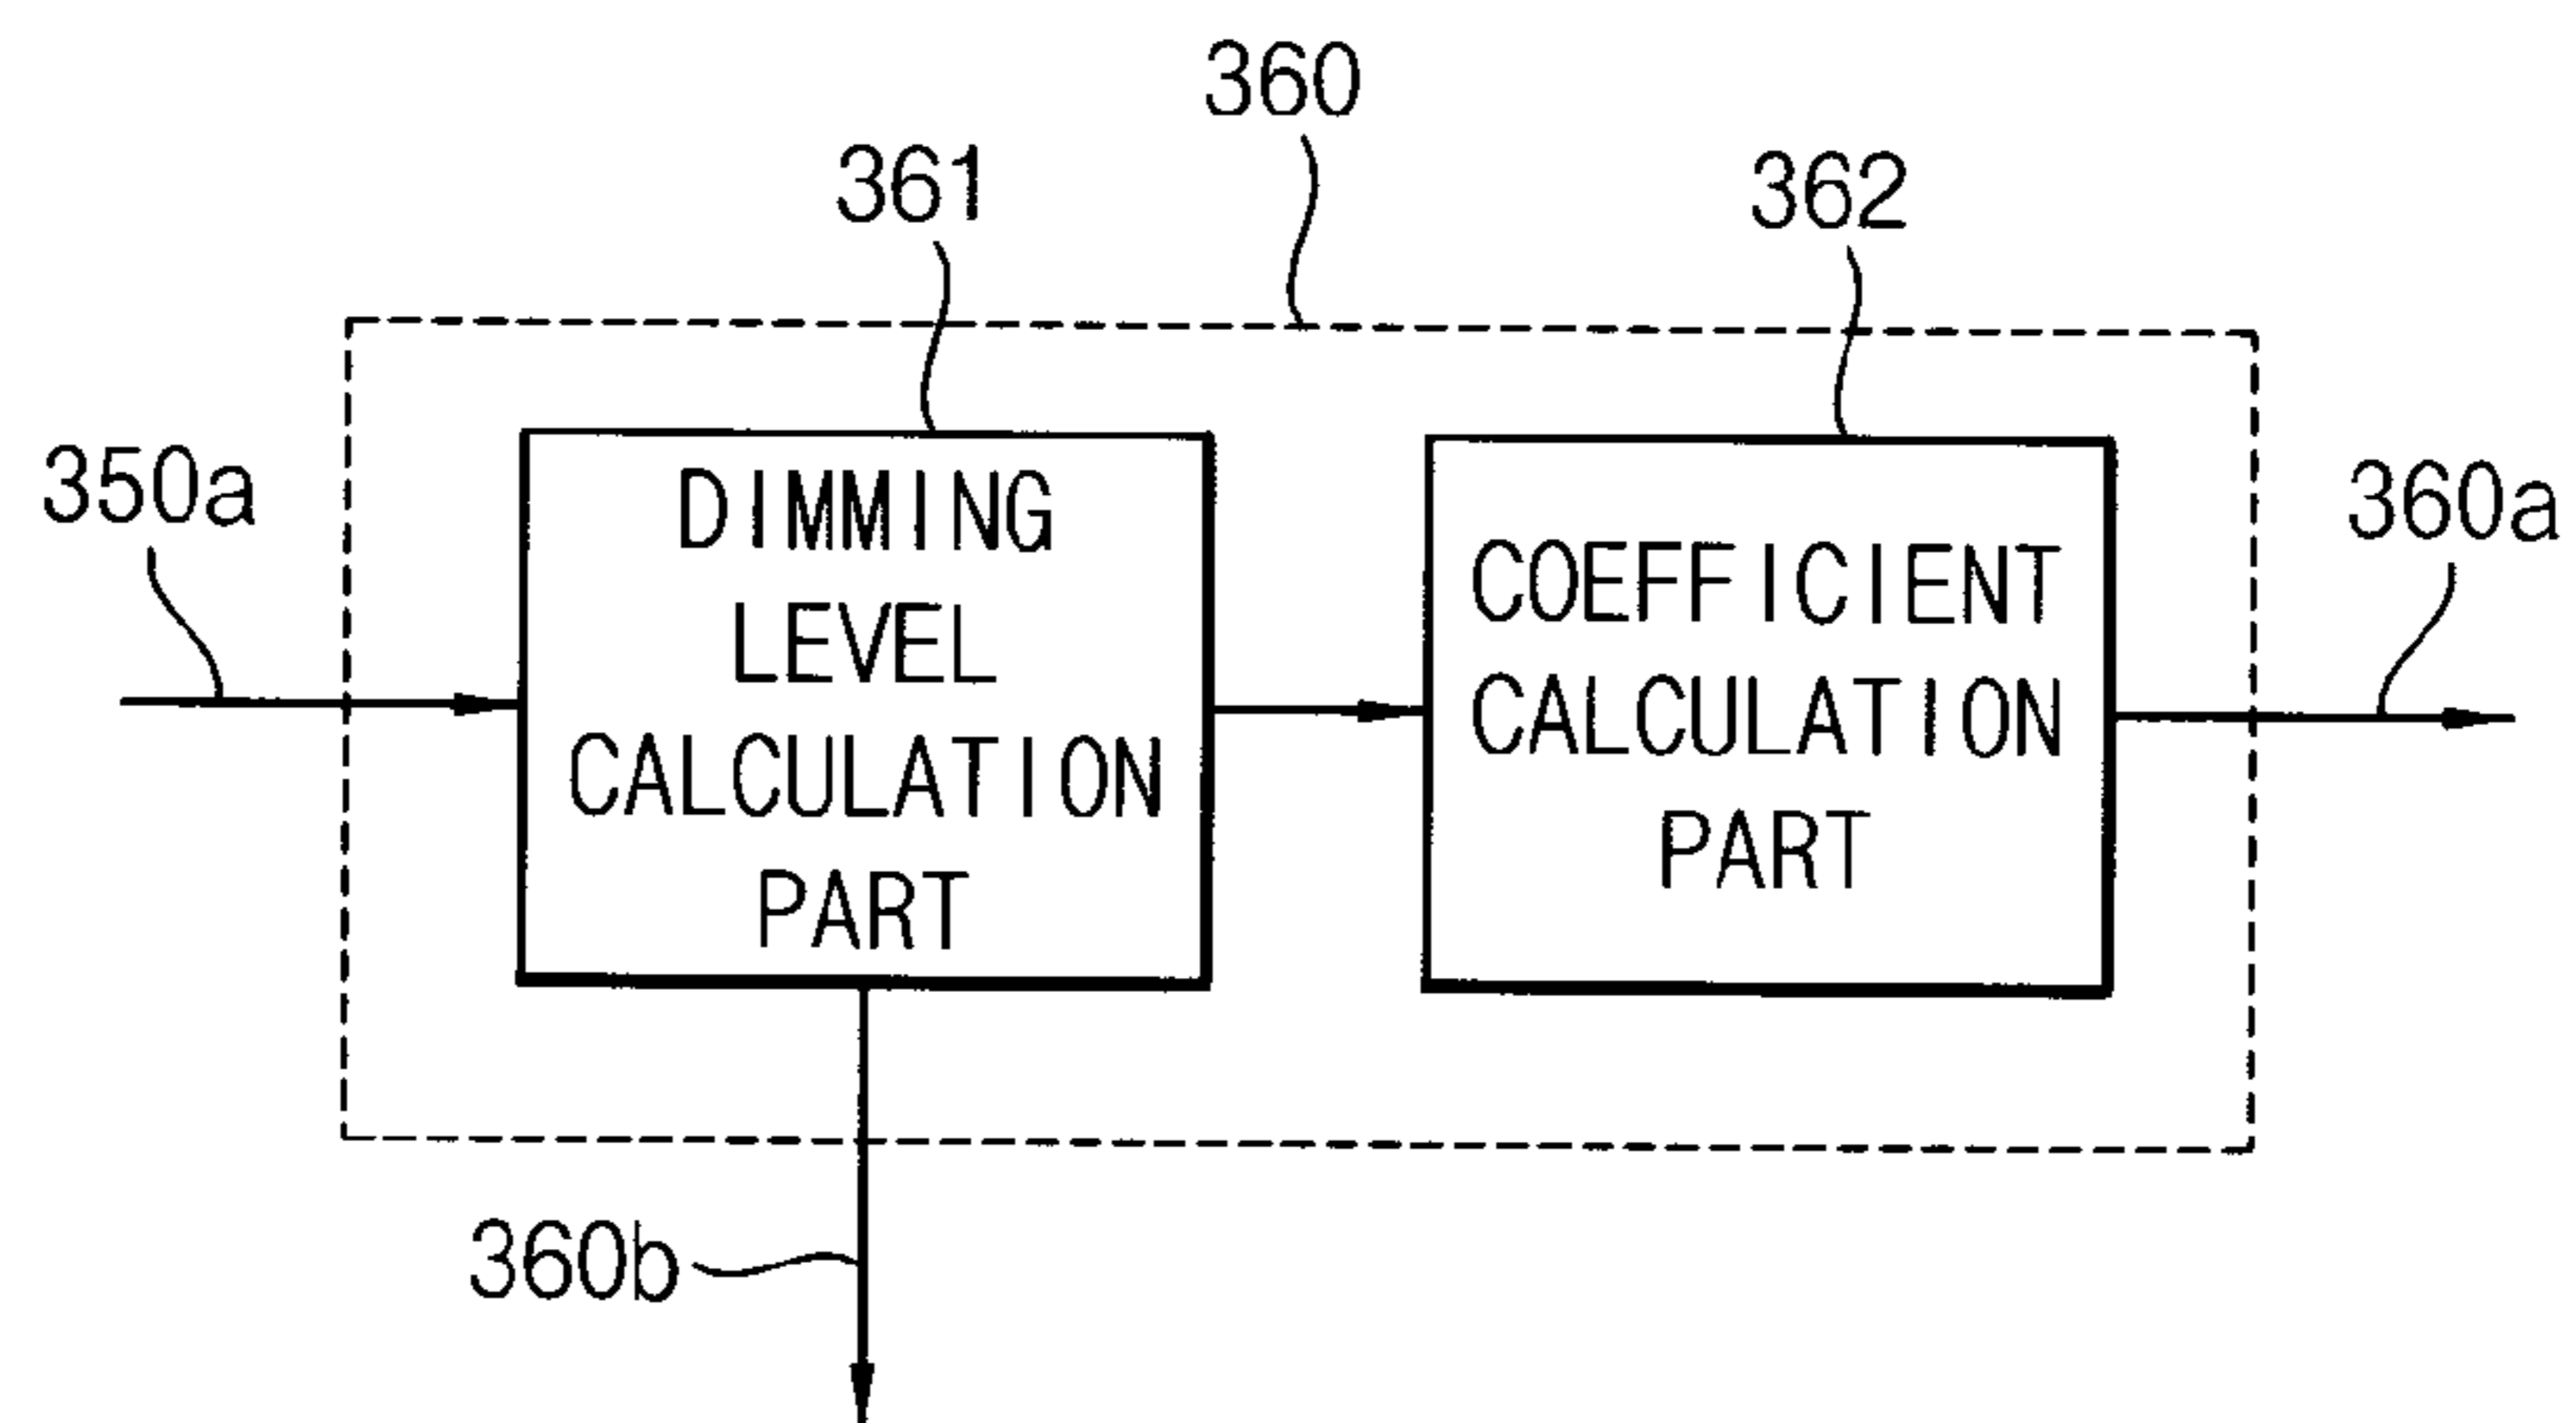 360
361
362
350a
360a
DIMMING
LEVEL
CALCULATION
PART
COEFFICIENT
CALCULATION
PART
360b